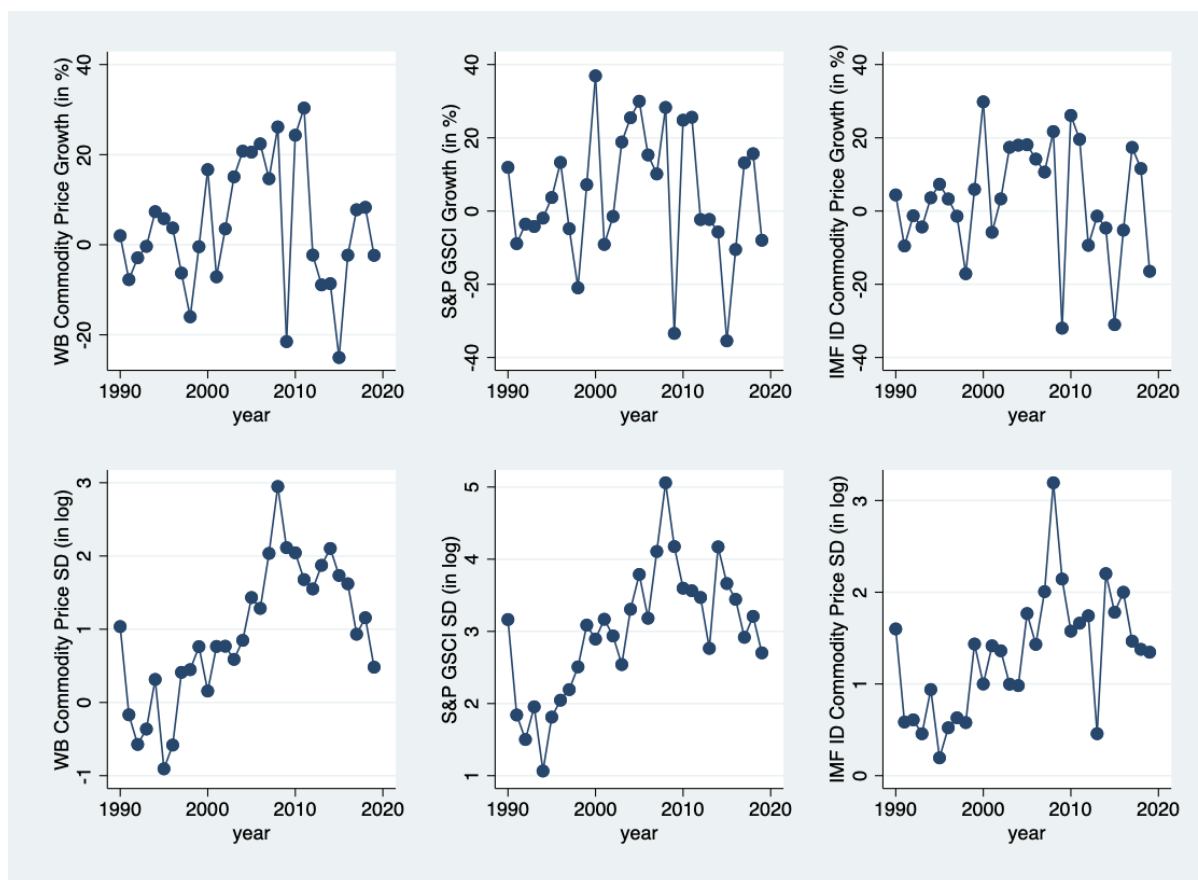 WB Commodity Price Growth (in %)
40
20
0
-20
1990 2000 2010 2020
year
S&P GSCI Growth (in %)
40
20
0
-20
-40
1990 2000 2010 2020
year
IMF ID Commodity Price Growth (in %)
40
20
0
-20
-40
1990 2000 2010 2020
year
WB Commodity Price SD (in log)
3
2
1
0
-1
1990 2000 2010 2020
year
S&P GSCI SD (in log)
5
4
3
2
1
1990 2000 2010 2020
year
IMF ID Commodity Price SD (in log)
3
2
1
0
1990 2000 2010 2020
year